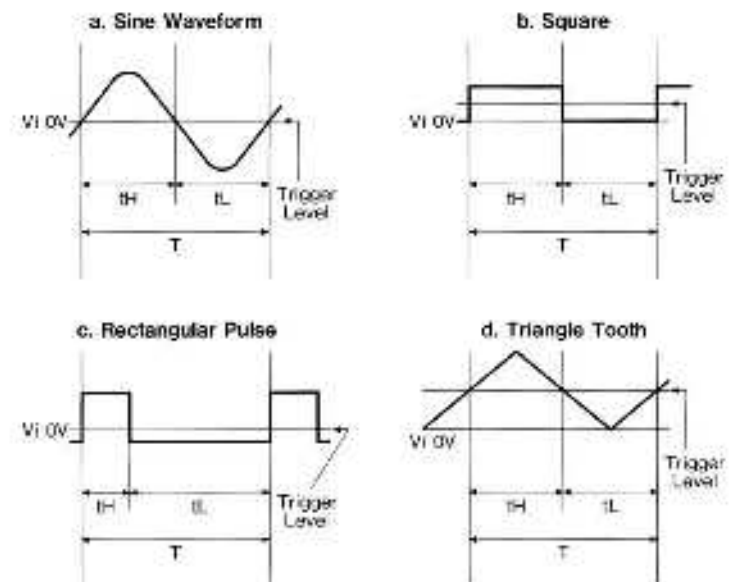 a. Sine Waveform
Vi 0V
tH
tL
Trigger
Level
T
b. Square
Vi 0V
tH
tL
Trigger
Level
T
c. Rectangular Pulse
Vi 0V
tH
tL
Trigger
Level
T
d. Triangle Tooth
Vi 0V
tH
tL
Trigger
Level
T